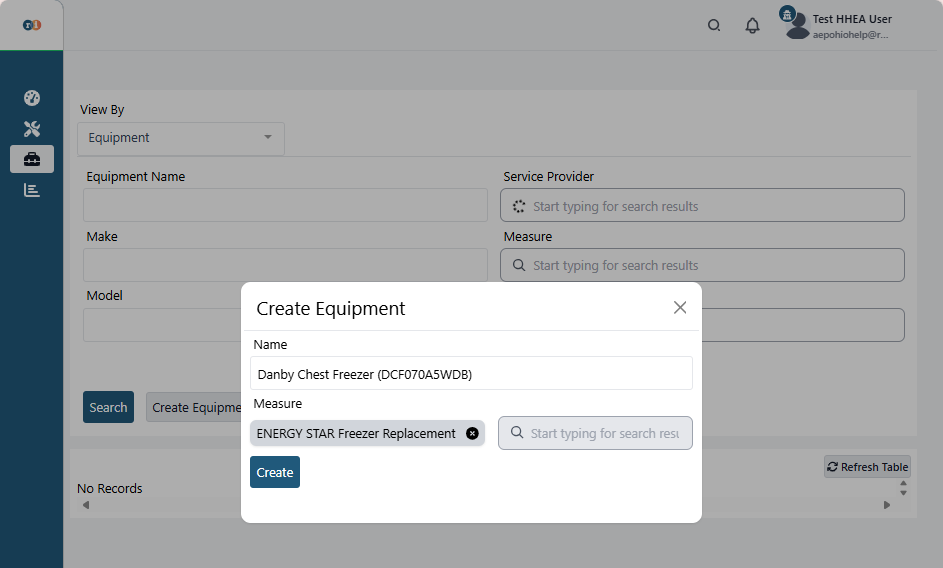 ri
Test HHEA User
aepohiohelp@r...
View By
Equipment
Equipment Name
Service Provider
Start typing for search results
Make
Measure
Start typing for search results
Model
Create Equipment
Name
Danby Chest Freezer (DCF070A5WDB)
Measure
ENERGY STAR Freezer Replacement
Start typing for search resu
Create
Search
Create Equipme
Refresh Table
No Records